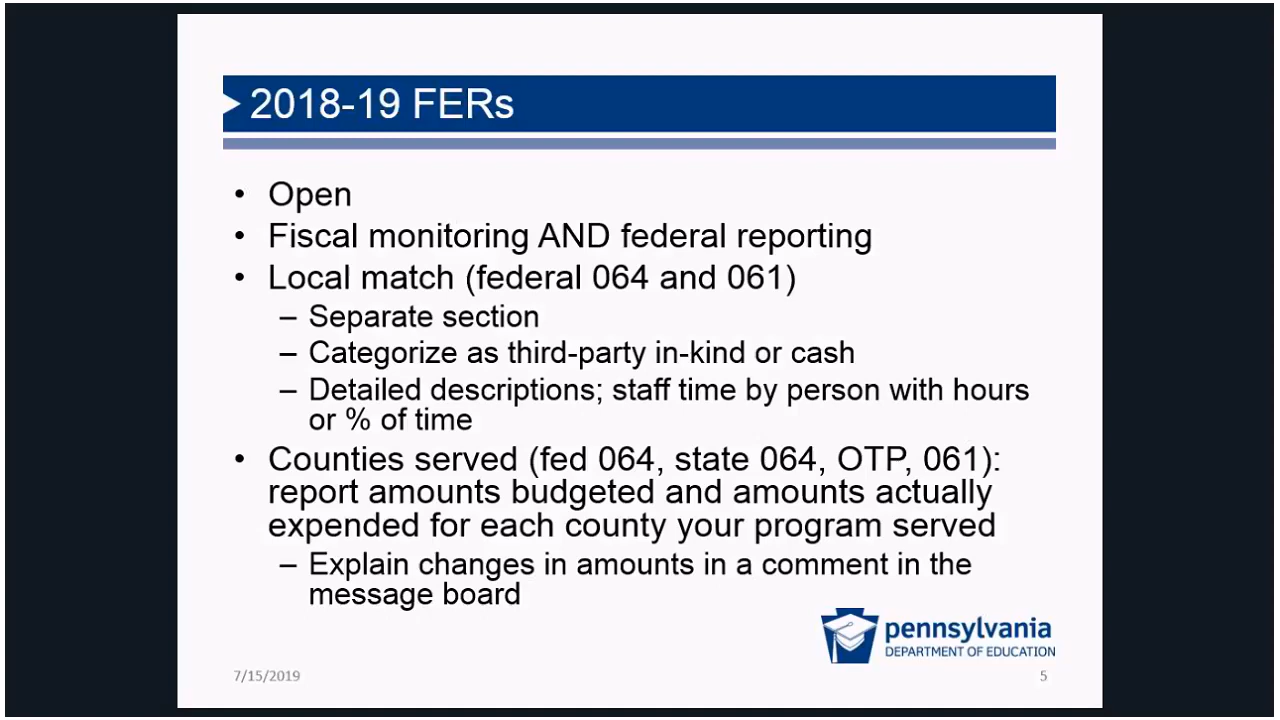 2018-19 FERs
• Open
• Fiscal monitoring AND federal reporting
• Local match (federal 064 and 061)
– Separate section
– Categorize as third-party in-kind or cash
– Detailed descriptions; staff time by person with hours
or % of time
• Counties served (fed 064, state 064, OTP, 061):
report amounts budgeted and amounts actually
expended for each county your program served
– Explain changes in amounts in a comment in the
message board
pennsylvania
DEPARTMENT OF EDUCATION
7/15/2019
5